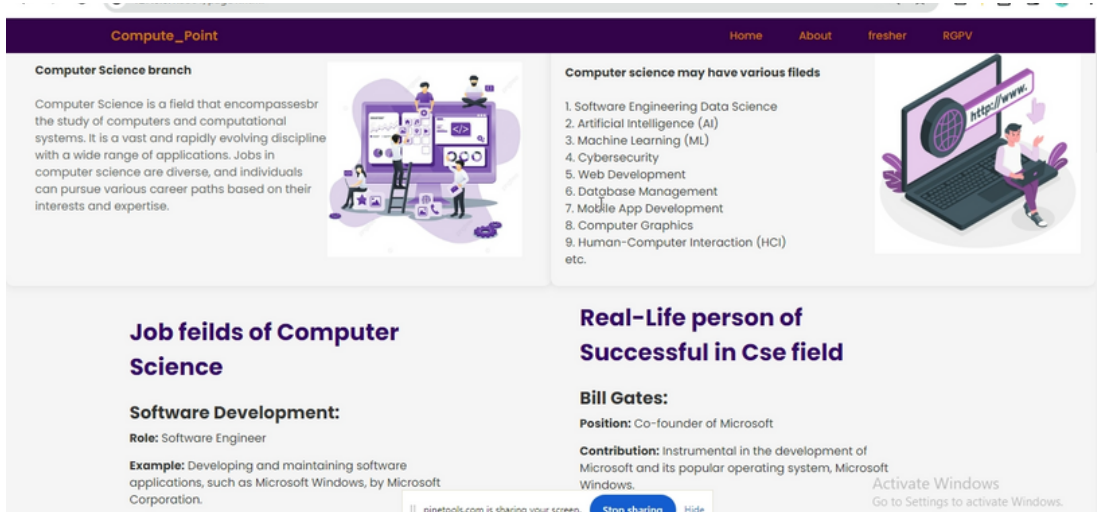 Compute_Point
Home About fresher RGPV
Computer Science branch
Computer Science is a field that encompassesbr
the study of computers and computational
systems. It is a vast and rapidly evolving discipline
with a wide range of applications. Jobs in
computer science are diverse, and individuals
can pursue various career paths based on their
interests and expertise.
Computer science may have various fileds
1. Software Engineering Data Science
2. Artificial Intelligence (AI)
3. Machine Learning (ML)
4. Cybersecurity
5. Web Development
6. Database Management
7. Mobile App Development
8. Computer Graphics
9. Human-Computer Interaction (HCI)
etc.
http://www.
Job feilds of Computer
Science
Software Development:
Role: Software Engineer
Example: Developing and maintaining software
applications, such as Microsoft Windows, by Microsoft
Corporation.
Real-Life person of
Successful in Cse field
Bill Gates:
Position: Co-founder of Microsoft
Contribution: Instrumental in the development of
Microsoft and its popular operating system, Microsoft
Windows.
Activate Windows
Go to Settings to activate Windows.
pinetools.com is sharing your screen. Stop sharing Hide